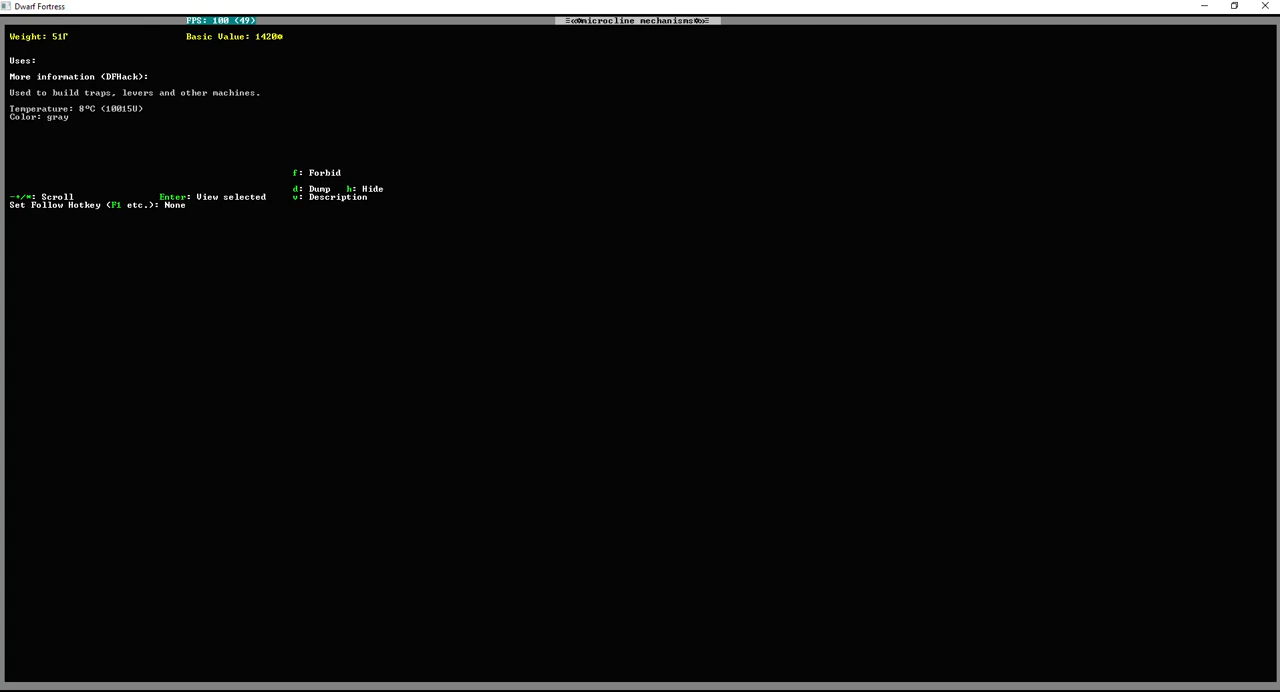 Dwarf Fortress
FPS: 100 (49) ≡«☼microcline mechanisms☼»≡
Weight: 51Γ Basic Value: 1420☼
Uses:
More information (DFHack):
Used to build traps, levers and other machines.
Temperature: 8°C (10015U)
Color: gray
f: Forbid
d: Dump h: Hide
-+/*: Scroll Enter: View selected v: Description
Set Follow Hotkey (F1 etc.): None